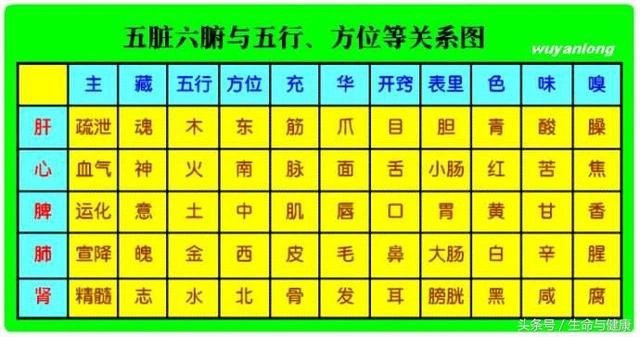 五脏六腑与五行、方位等关系图
wuyanlong
主 藏 五行 方位 充 华 开窍 表里 色 味 嗅
肝 疏泄 魂 木 东 筋 爪 目 胆 青 酸 臊
心 血气 神 火 南 脉 面 舌 小肠 红 苦 焦
脾 运化 意 土 中 肌 唇 口 胃 黄 甘 香
肺 宣降 魄 金 西 皮 毛 鼻 大肠 白 辛 腥
肾 精髓 志 水 北 骨 发 耳 膀胱 黑 咸 腐
头条号 / 生命与健康